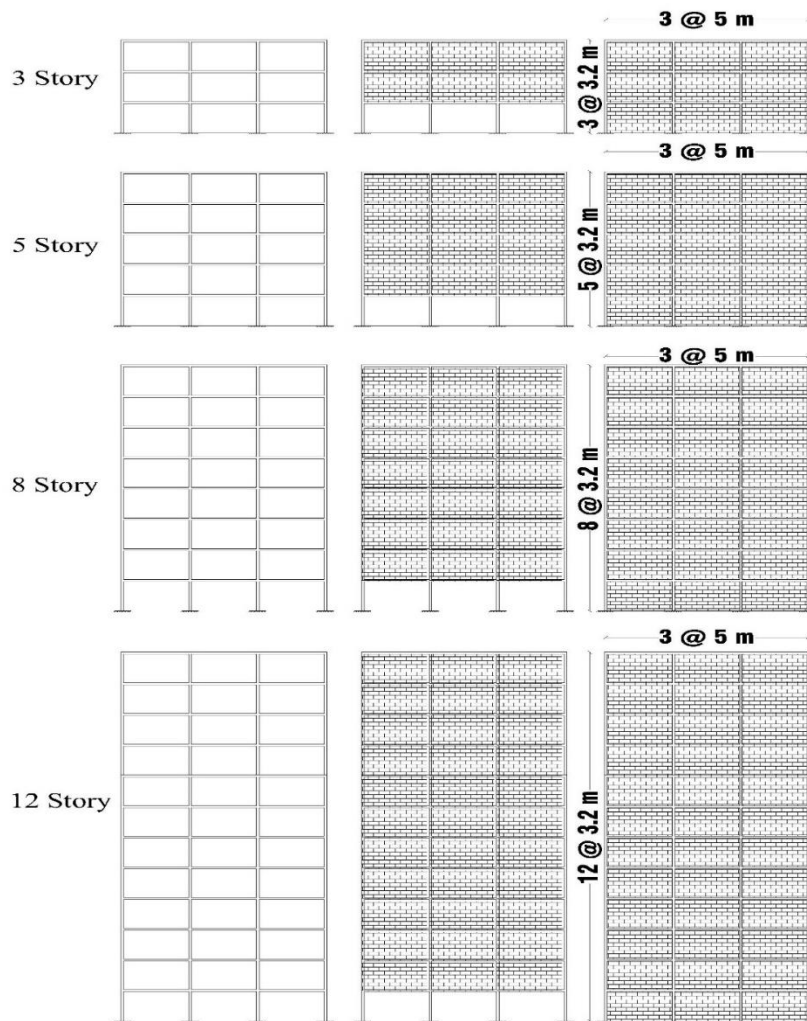 3 @ 5 m
3 Story
3 @ 3.2 m
3 @ 5 m
5 Story
5 @ 3.2 m
3 @ 5 m
8 Story
8 @ 3.2 m
3 @ 5 m
12 Story
12 @ 3.2 m